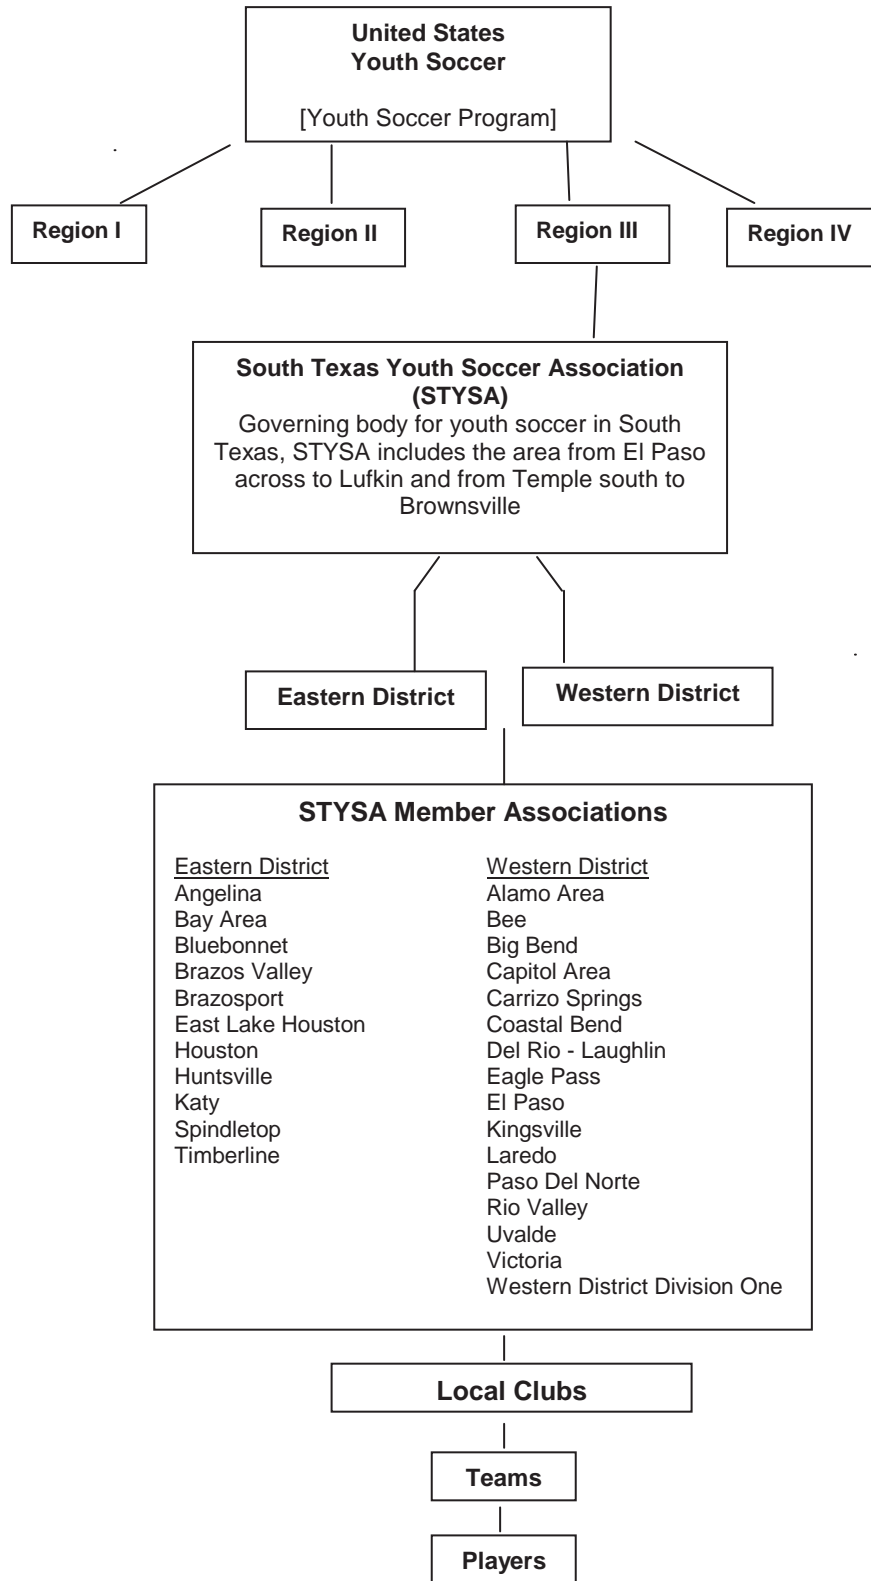 United States
Youth Soccer
[Youth Soccer Program]
Region I
Region II
Region III
Region IV
South Texas Youth Soccer Association
(STYSA)
Governing body for youth soccer in South
Texas, STYSA includes the area from El Paso
across to Lufkin and from Temple south to
Brownsville
Eastern District
Western District
STYSA Member Associations
Eastern District
Angelina
Bay Area
Bluebonnet
Brazos Valley
Brazosport
East Lake Houston
Houston
Huntsville
Katy
Spindletop
Timberline
Western District
Alamo Area
Bee
Big Bend
Capitol Area
Carrizo Springs
Coastal Bend
Del Rio - Laughlin
Eagle Pass
El Paso
Kingsville
Laredo
Paso Del Norte
Rio Valley
Uvalde
Victoria
Western District Division One
Local Clubs
Teams
Players